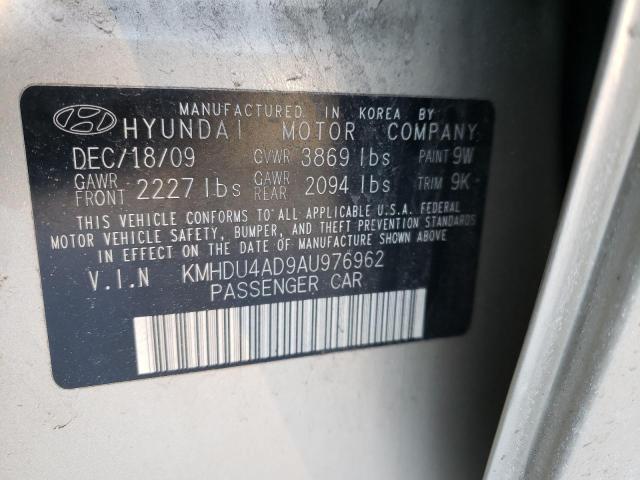 MANUFACTURED IN KOREA BY
HYUNDAI MOTOR COMPANY
DEC/18/09 GVWR 3869 lbs PAINT 9W
GAWR FRONT 2227 lbs GAWR REAR 2094 lbs TRIM 9K
THIS VEHICLE CONFORMS TO ALL APPLICABLE U.S.A. FEDERAL
MOTOR VEHICLE SAFETY, BUMPER, AND THEFT PREVENTION STANDARDS
IN EFFECT ON THE DATE OF MANUFACTURE SHOWN ABOVE.
V.I.N KMHDU4AD9AU976962
PASSENGER CAR